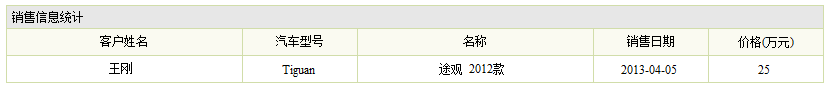 销售信息统计
客户姓名 汽车型号 名称 销售日期 价格(万元)
王刚 Tiguan 途观 2012款 2013-04-05 25